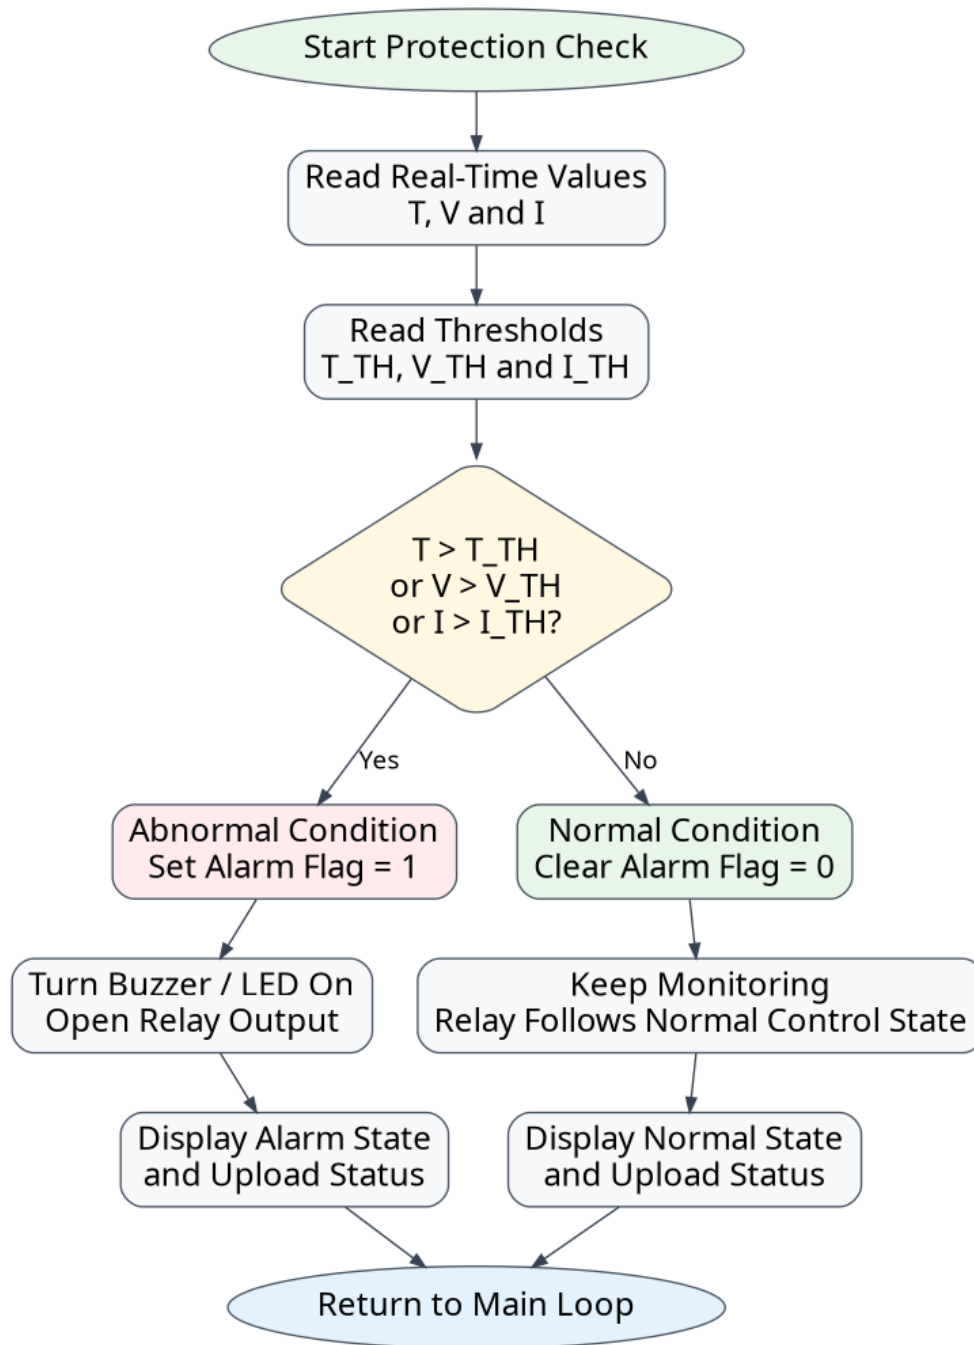 Start Protection Check
Read Real-Time Values
T, V and I
Read Thresholds
T_TH, V_TH and I_TH
T > T_TH
or V > V_TH
or I > I_TH?
Yes
No
Abnormal Condition
Set Alarm Flag = 1
Normal Condition
Clear Alarm Flag = 0
Turn Buzzer / LED On
Open Relay Output
Keep Monitoring
Relay Follows Normal Control State
Display Alarm State
and Upload Status
Display Normal State
and Upload Status
Return to Main Loop